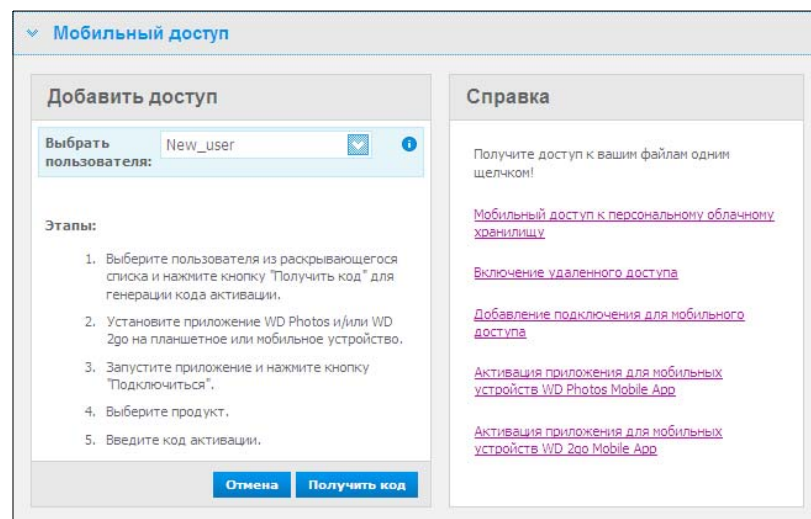 Мобильный доступ
Добавить доступ
Выбрать
пользователя:
New_user
Этапы:
1. Выберите пользователя из раскрывающегося
списка и нажмите кнопку "Получить код" для
генерации кода активации.
2. Установите приложение WD Photos и/или WD
2go на планшетное или мобильное устройство.
3. Запустите приложение и нажмите кнопку
"Подключиться".
4. Выберите продукт.
5. Введите код активации.
Отмена
Получить код
Справка
Получите доступ к вашим файлам одним
щелчком!
Мобильный доступ к персональному облачному
хранилищу
Включение удаленного доступа
Добавление подключения для мобильного
доступа
Активация приложения для мобильных
устройств WD Photos Mobile App
Активация приложения для мобильных
устройств WD 2go Mobile App